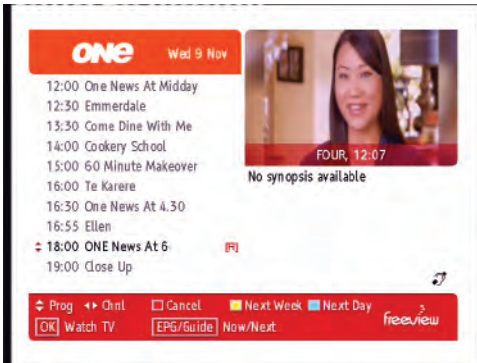 ONE Wed 9 Nov
12:00 One News At Midday
12:30 Emmerdale
13:30 Come Dine With Me
14:00 Cookery School
15:00 60 Minute Makeover
16:00 Te Karere
16:30 One News At 4.30
16:55 Ellen
18:00 ONE News At 6 [R]
19:00 Close Up
FOUR, 12:07
No synopsis available
Prog Chnl Cancel Next Week Next Day
OK Watch TV EPG/Guide Now/Next
freeview